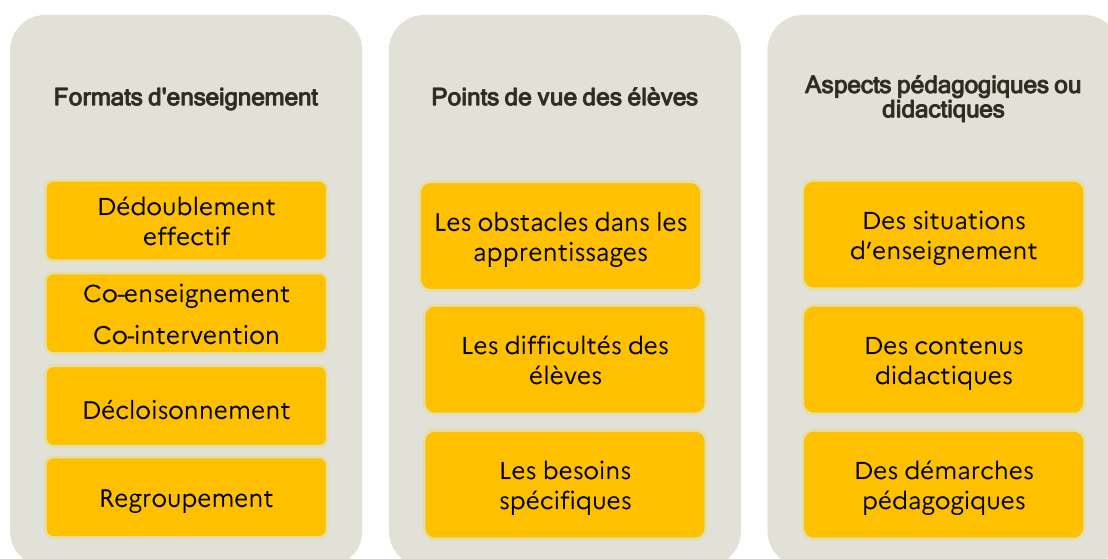 Formats d'enseignement
Dédoublement
effectif
Co-enseignement
Co-intervention
Décloisonnement
Regroupement
Points de vue des élèves
Les obstacles dans les
apprentissages
Les difficultés des
élèves
Les besoins
spécifiques
Aspects pédagogiques ou
didactiques
Des situations
d’enseignement
Des contenus
didactiques
Des démarches
pédagogiques